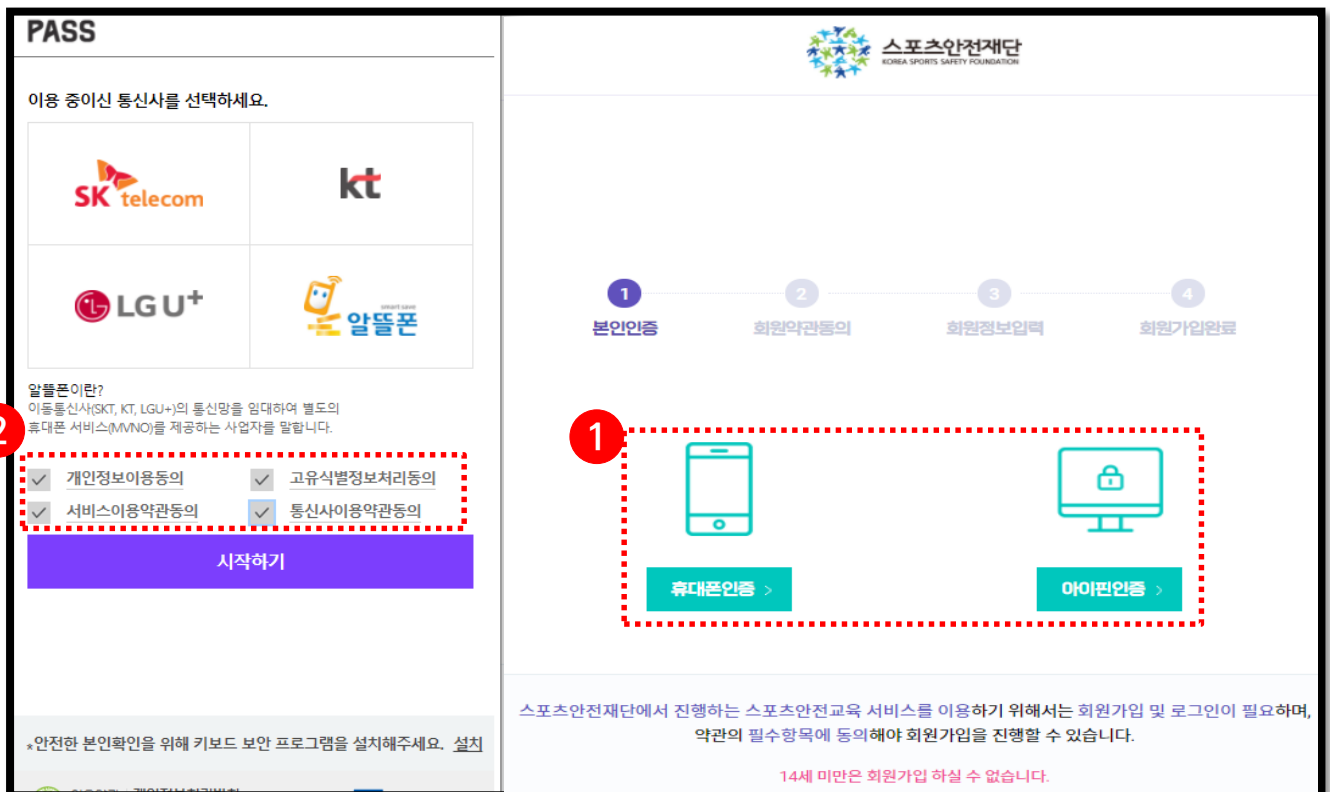 PASS
이용 중이신 통신사를 선택하세요.
SK telecom
kt
LG U+
smart save
알뜰폰
알뜰폰이란?
이동통신사(SKT, KT, LGU+)의 통신망을 임대하여 별도의
휴대폰 서비스(MVNO)를 제공하는 사업자를 말합니다.
2
개인정보이용동의 고유식별정보처리동의
서비스이용약관동의 통신사이용약관동의
시작하기
*안전한 본인확인을 위해 키보드 보안 프로그램을 설치해주세요. 설치
스포츠안전재단
KOREA SPORTS SAFETY FOUNDATION
1 2 3 4
본인인증 회원약관동의 회원정보입력 회원가입완료
1
휴대폰인증 >
아이핀인증 >
스포츠안전재단에서 진행하는 스포츠안전교육 서비스를 이용하기 위해서는 회원가입 및 로그인이 필요하며,
약관의 필수항목에 동의해야 회원가입을 진행할 수 있습니다.
14세 미만은 회원가입 하실 수 없습니다.